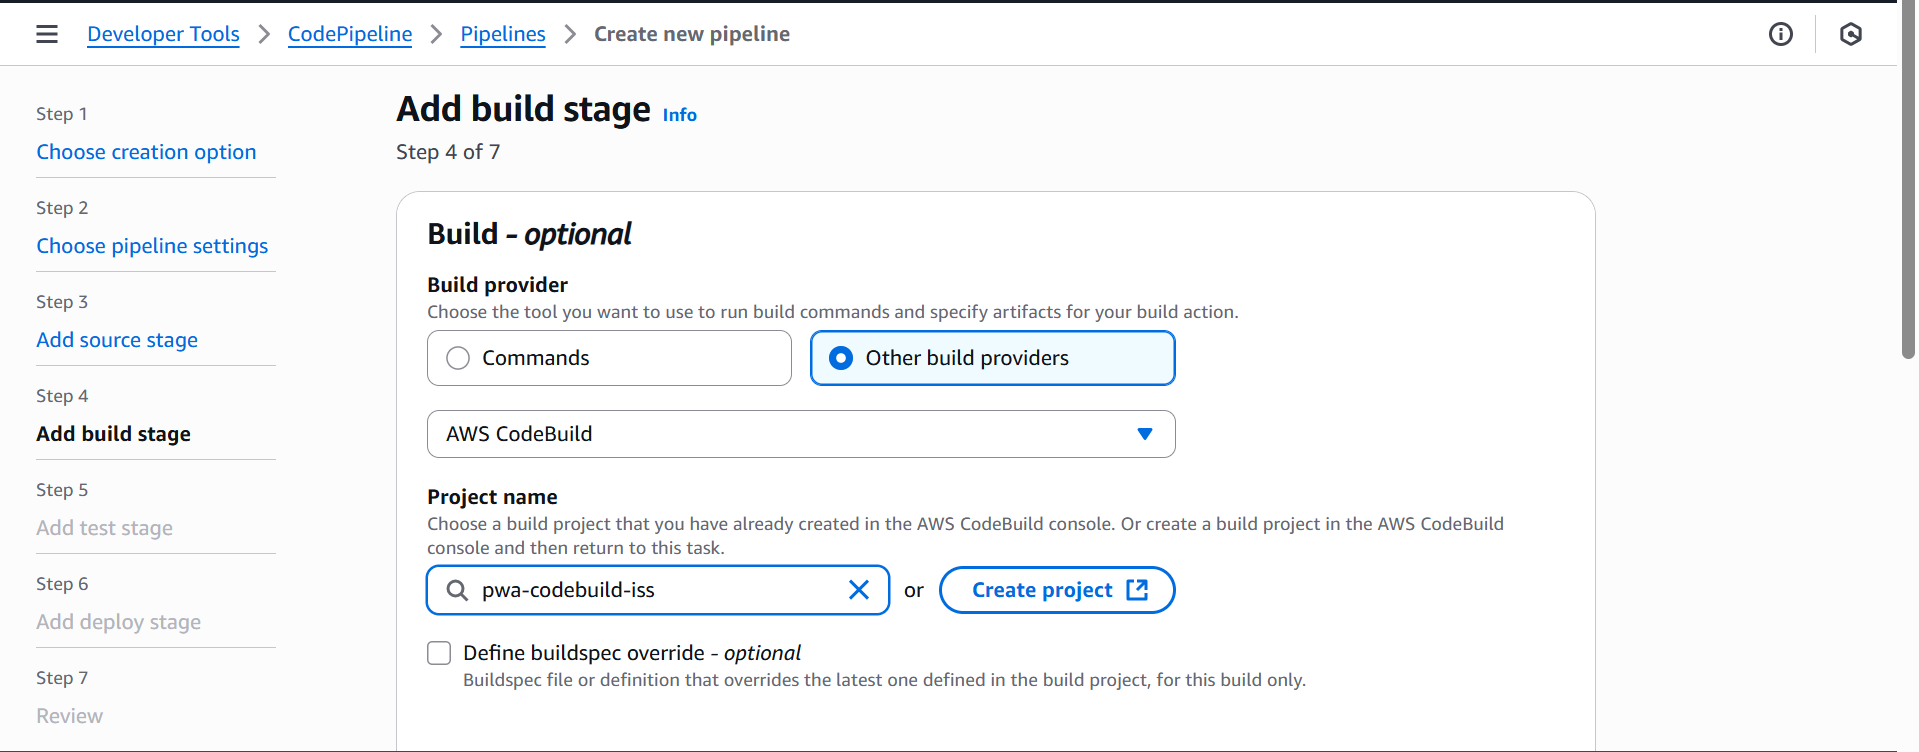 Developer Tools > CodePipeline > Pipelines > Create new pipeline
Step 1
Choose creation option
Step 2
Choose pipeline settings
Step 3
Add source stage
Step 4
Add build stage
Step 5
Add test stage
Step 6
Add deploy stage
Step 7
Review
Add build stage Info
Step 4 of 7
Build - optional
Build provider
Choose the tool you want to use to run build commands and specify artifacts for your build action.
Commands
Other build providers
AWS CodeBuild
Project name
Choose a build project that you have already created in the AWS CodeBuild console. Or create a build project in the AWS CodeBuild
console and then return to this task.
pwa-codebuild-iss or Create project
Define buildspec override - optional
Buildspec file or definition that overrides the latest one defined in the build project, for this build only.